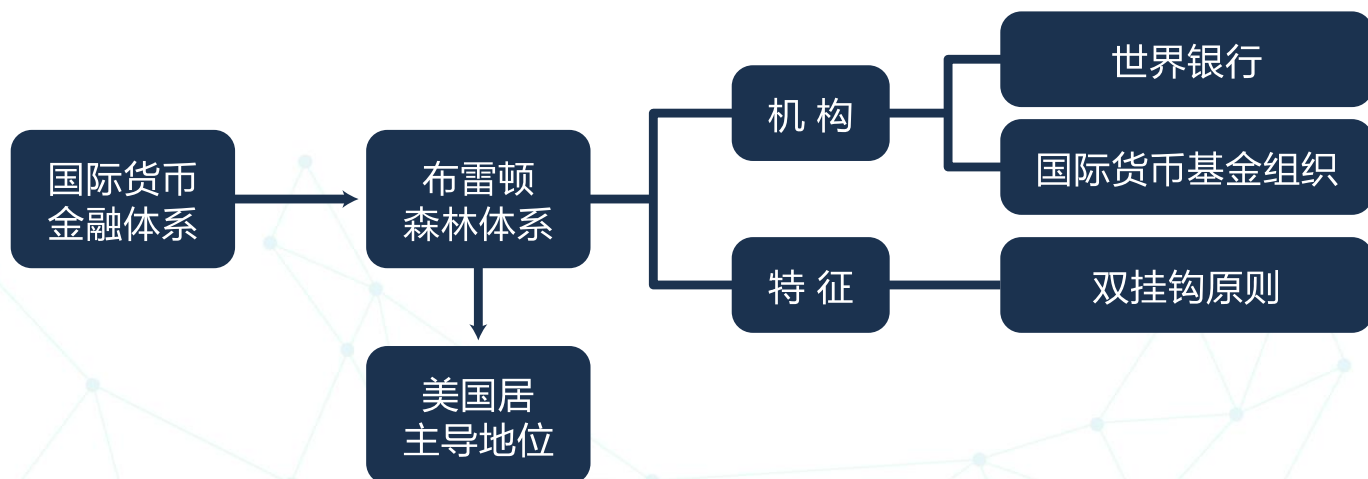 国际货币
金融体系
布雷顿
森林体系
机 构
世界银行
国际货币基金组织
特 征
双挂钩原则
美国居
主导地位